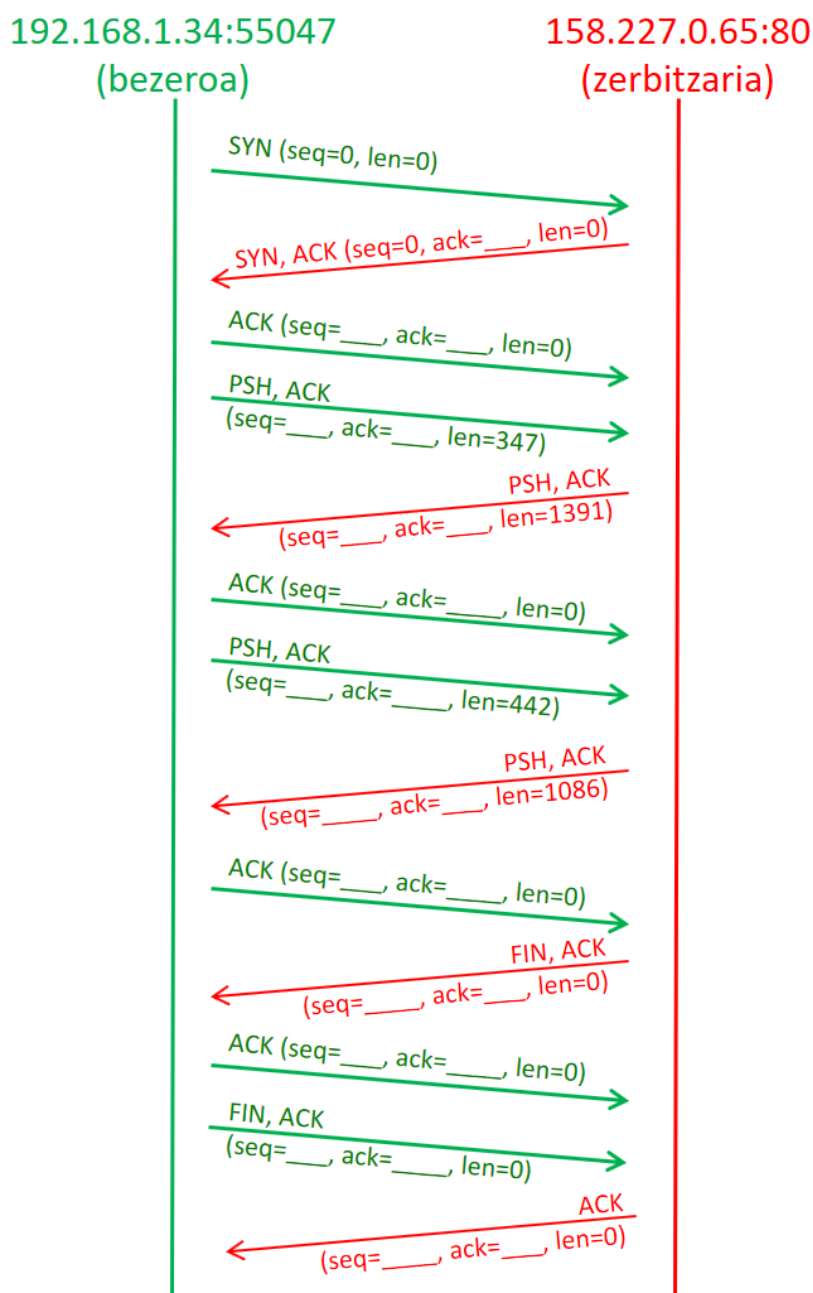 192.168.1.34:55047
(bezeroa)
158.227.0.65:80
(zerbitzaria)
SYN (seq=0, len=0)
SYN, ACK (seq=0, ack=___, len=0)
ACK (seq=___, ack=___, len=0)
PSH, ACK
(seq=___, ack=___, len=347)
PSH, ACK
(seq=___, ack=___, len=1391)
ACK (seq=___, ack=____, len=0)
PSH, ACK
(seq=___, ack=____, len=442)
PSH, ACK
(seq=____, ack=___, len=1086)
ACK (seq=___, ack=____, len=0)
FIN, ACK
(seq=____, ack=___, len=0)
ACK (seq=___, ack=____, len=0)
FIN, ACK
(seq=___, ack=____, len=0)
ACK
(seq=____, ack=___, len=0)